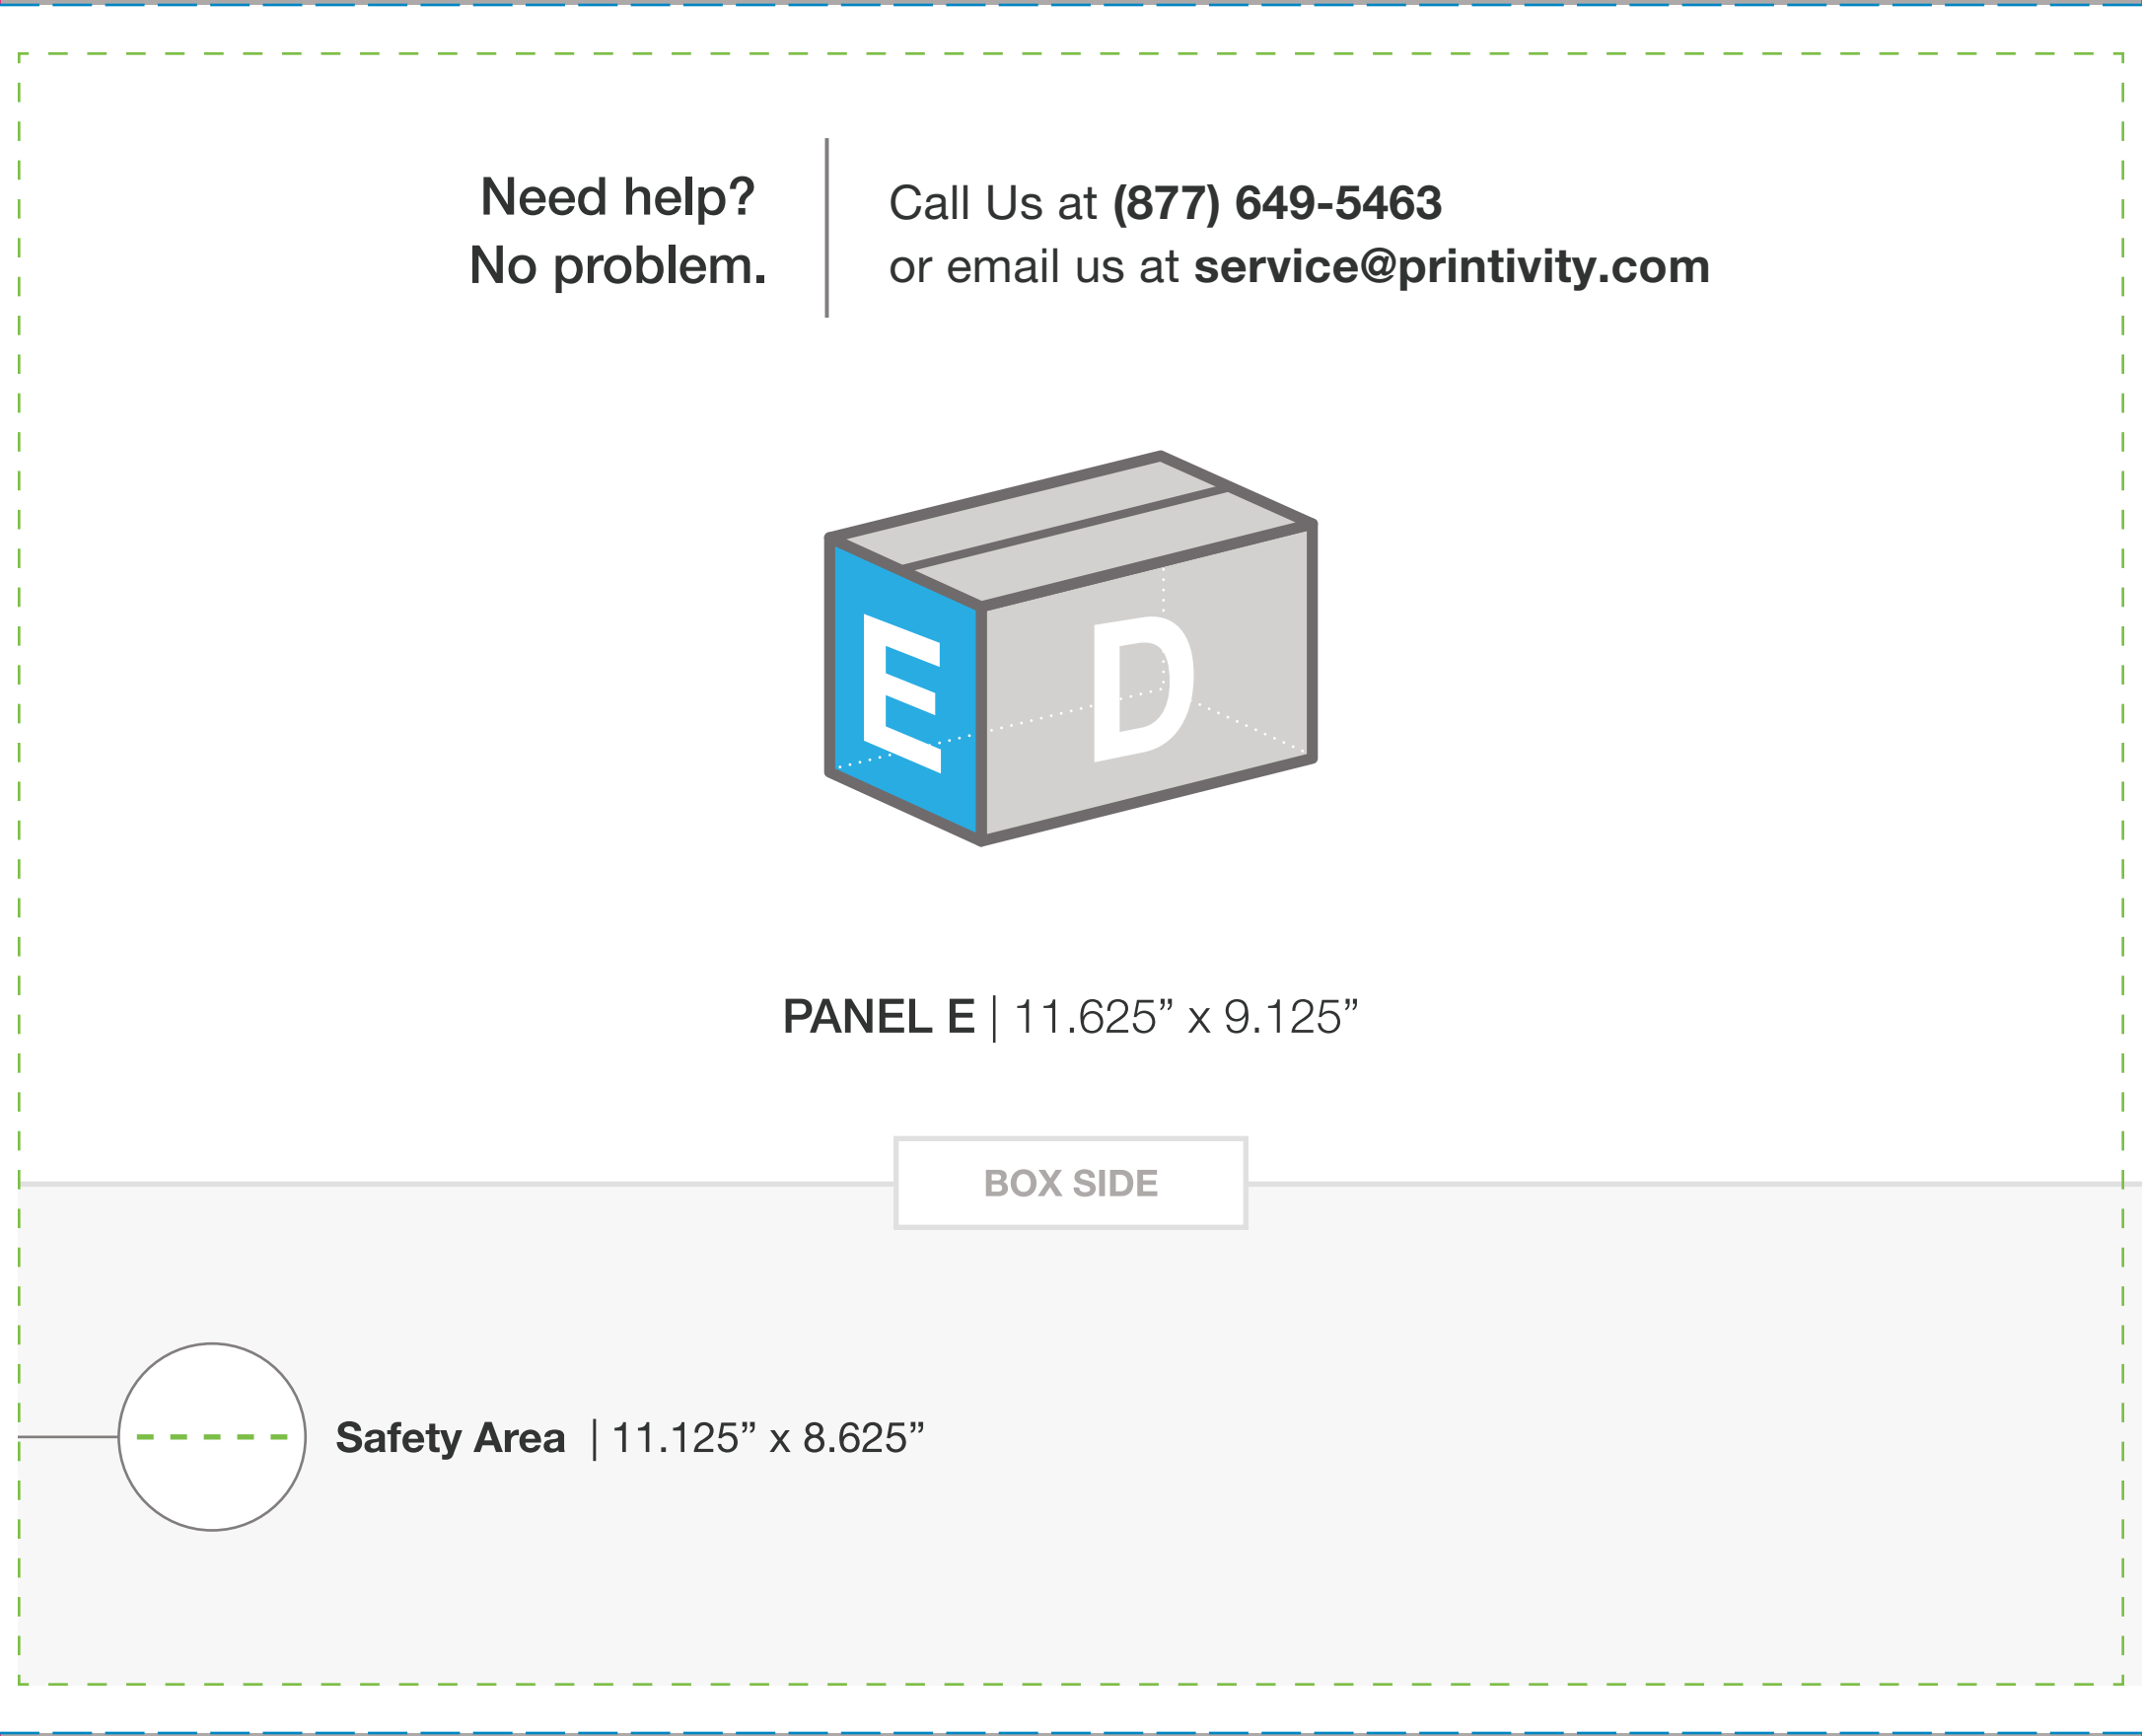 Need help?
No problem.
Call Us at (877) 649-5463
or email us at service@printivity.com
E
D
PANEL E | 11.625” x 9.125”
BOX SIDE
Safety Area | 11.125” x 8.625”